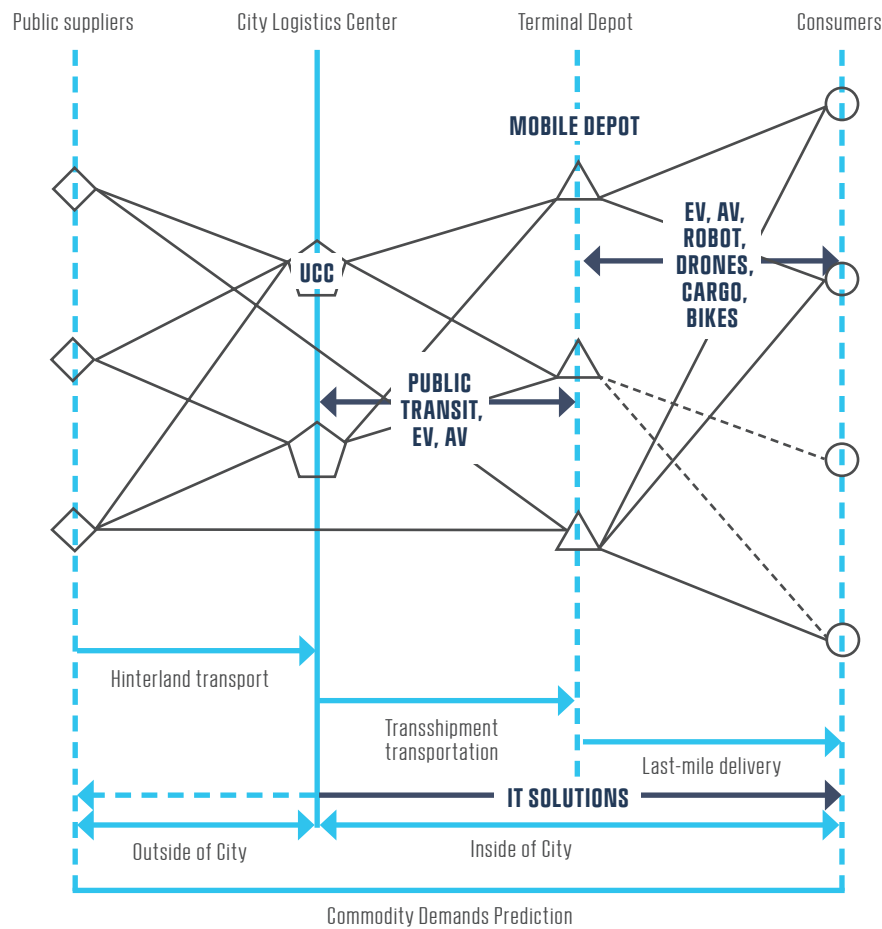 Public suppliers
City Logistics Center
Terminal Depot
Consumers
MOBILE DEPOT
EV, AV,
ROBOT,
DRONES,
CARGO,
BIKES
UCC
PUBLIC
TRANSIT,
EV, AV
Hinterland transport
Transshipment
transportation
Last-mile delivery
IT SOLUTIONS
Outside of City
Inside of City
Commodity Demands Prediction